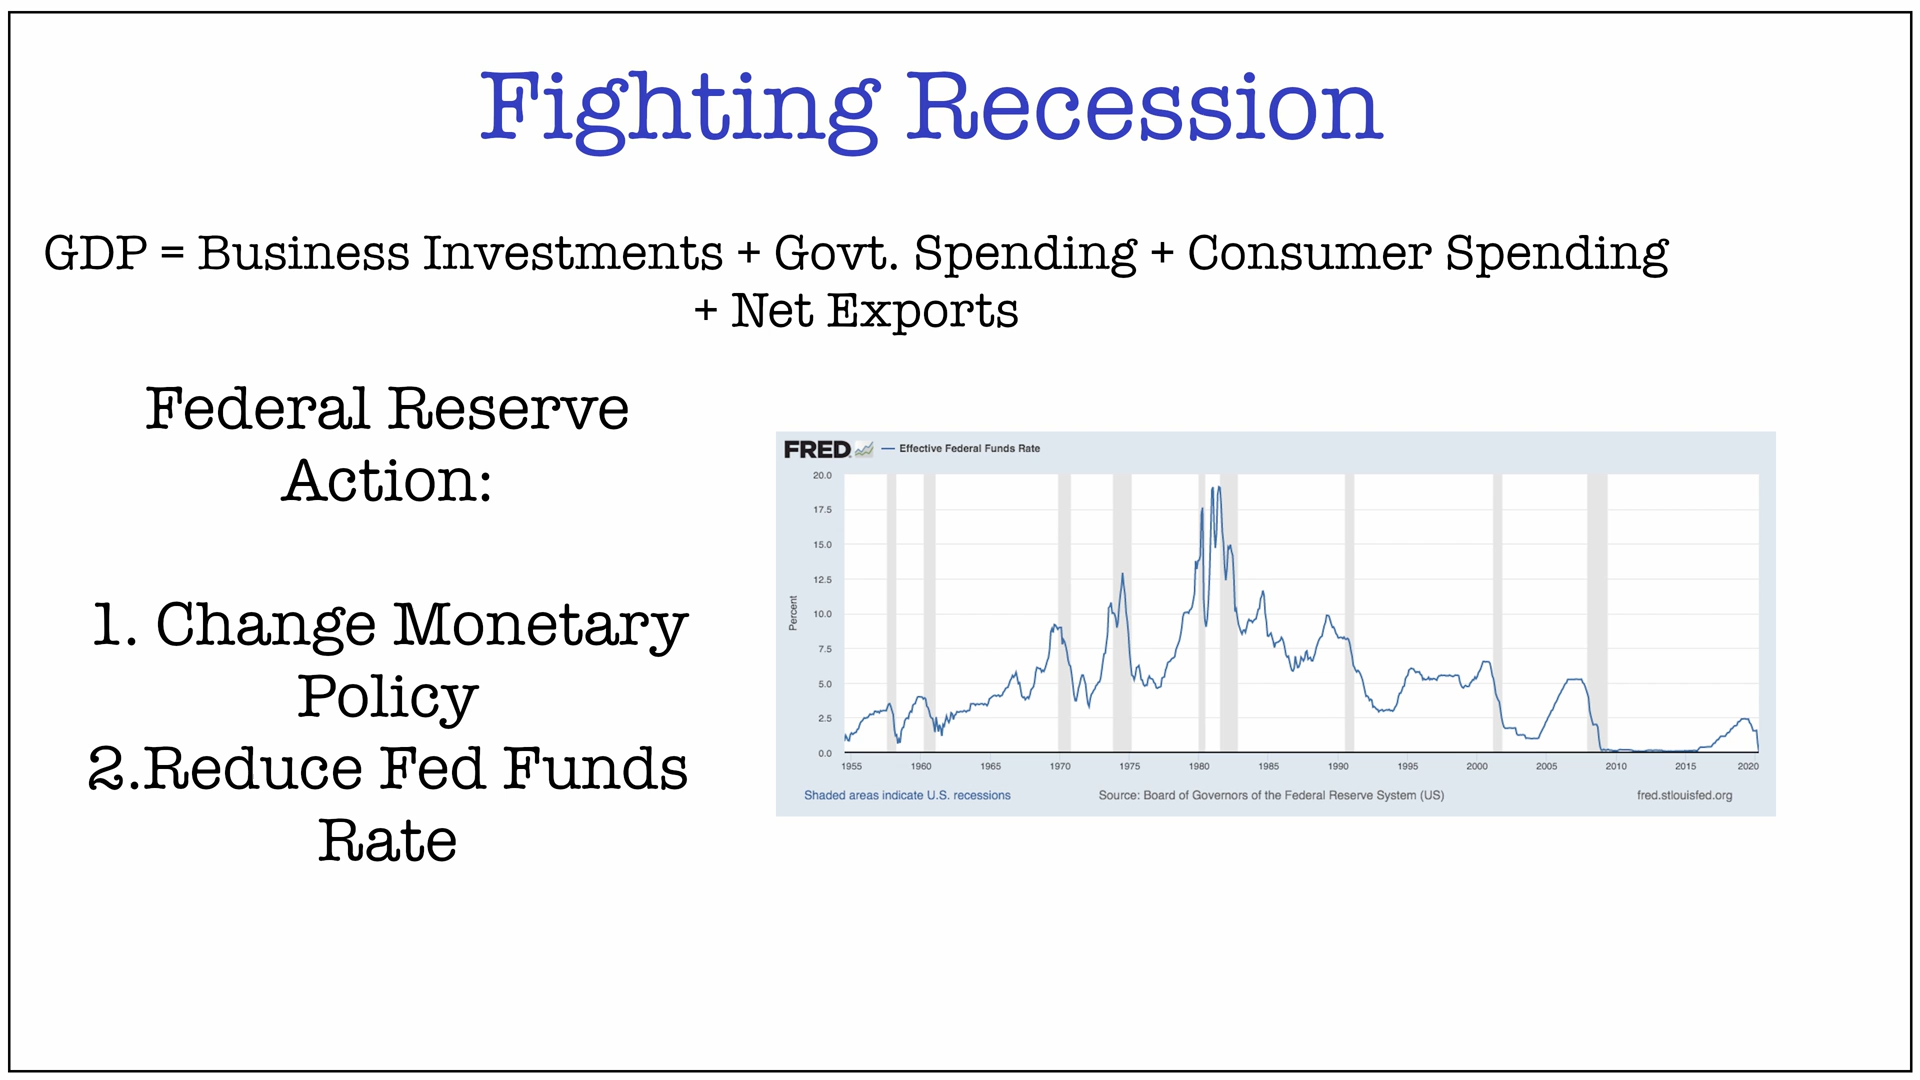 Fighting Recession
GDP = Business Investments + Govt. Spending + Consumer Spending
+ Net Exports
Federal Reserve
Action:
1. Change Monetary
Policy
2.Reduce Fed Funds
Rate
FRED — Effective Federal Funds Rate
Percent
20.0
17.5
15.0
12.5
10.0
7.5
5.0
2.5
0.0
1955 1960 1965 1970 1975 1980 1985 1990 1995 2000 2005 2010 2015 2020
Shaded areas indicate U.S. recessions Source: Board of Governors of the Federal Reserve System (US) fred.stlouisfed.org